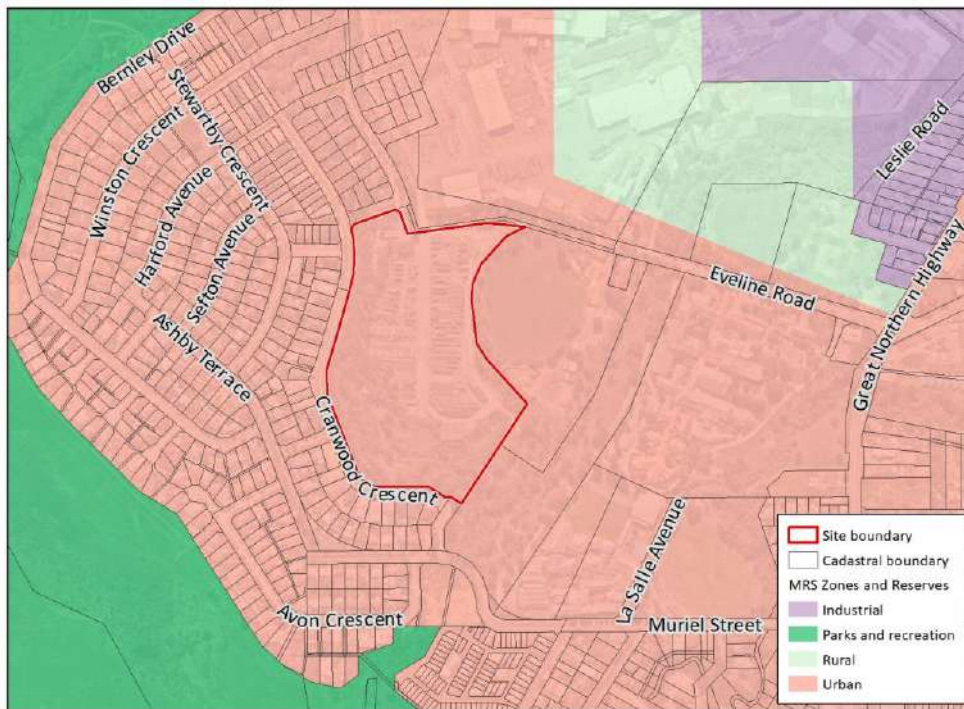 Bernley Drive
Stewartby Crescent
Winston Crescent
Harford Avenue
Sefton Avenue
Ashby Terrace
Cranwood Crescent
Avon Crescent
Leslie Road
Eveline Road
Great Northern Highway
La Salle Avenue
Muriel Street
Site boundary
Cadastral boundary
MRS Zones and Reserves
Industrial
Parks and recreation
Rural
Urban